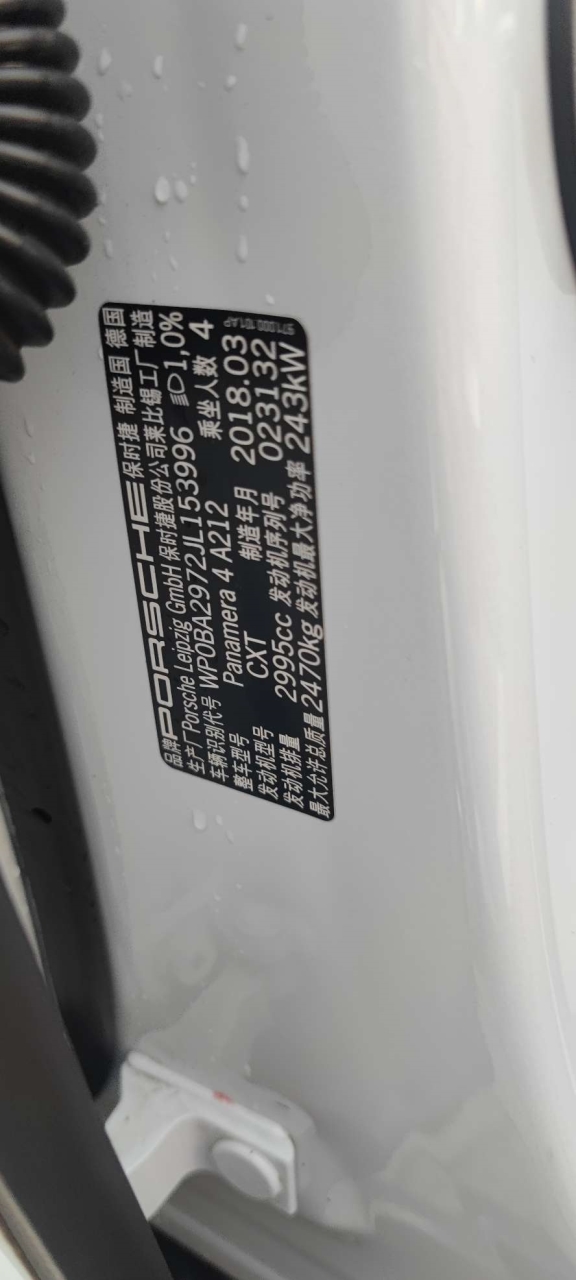 品牌 PORSCHE 保时捷 制造国 德国
生产厂 Porsche Leipzig GmbH 保时捷股份公司莱比锡工厂制造
车辆识别代号 WP0BA2972JL153996 1,0%
整车型号 Panamera 4 A212 乘坐人数 4
发动机型号 CXT 制造年月 2018.03
发动机排量 2995cc 发动机序列号 023132
最大允许总质量 2470kg 发动机最大净功率 243kW
971.000.101.AP